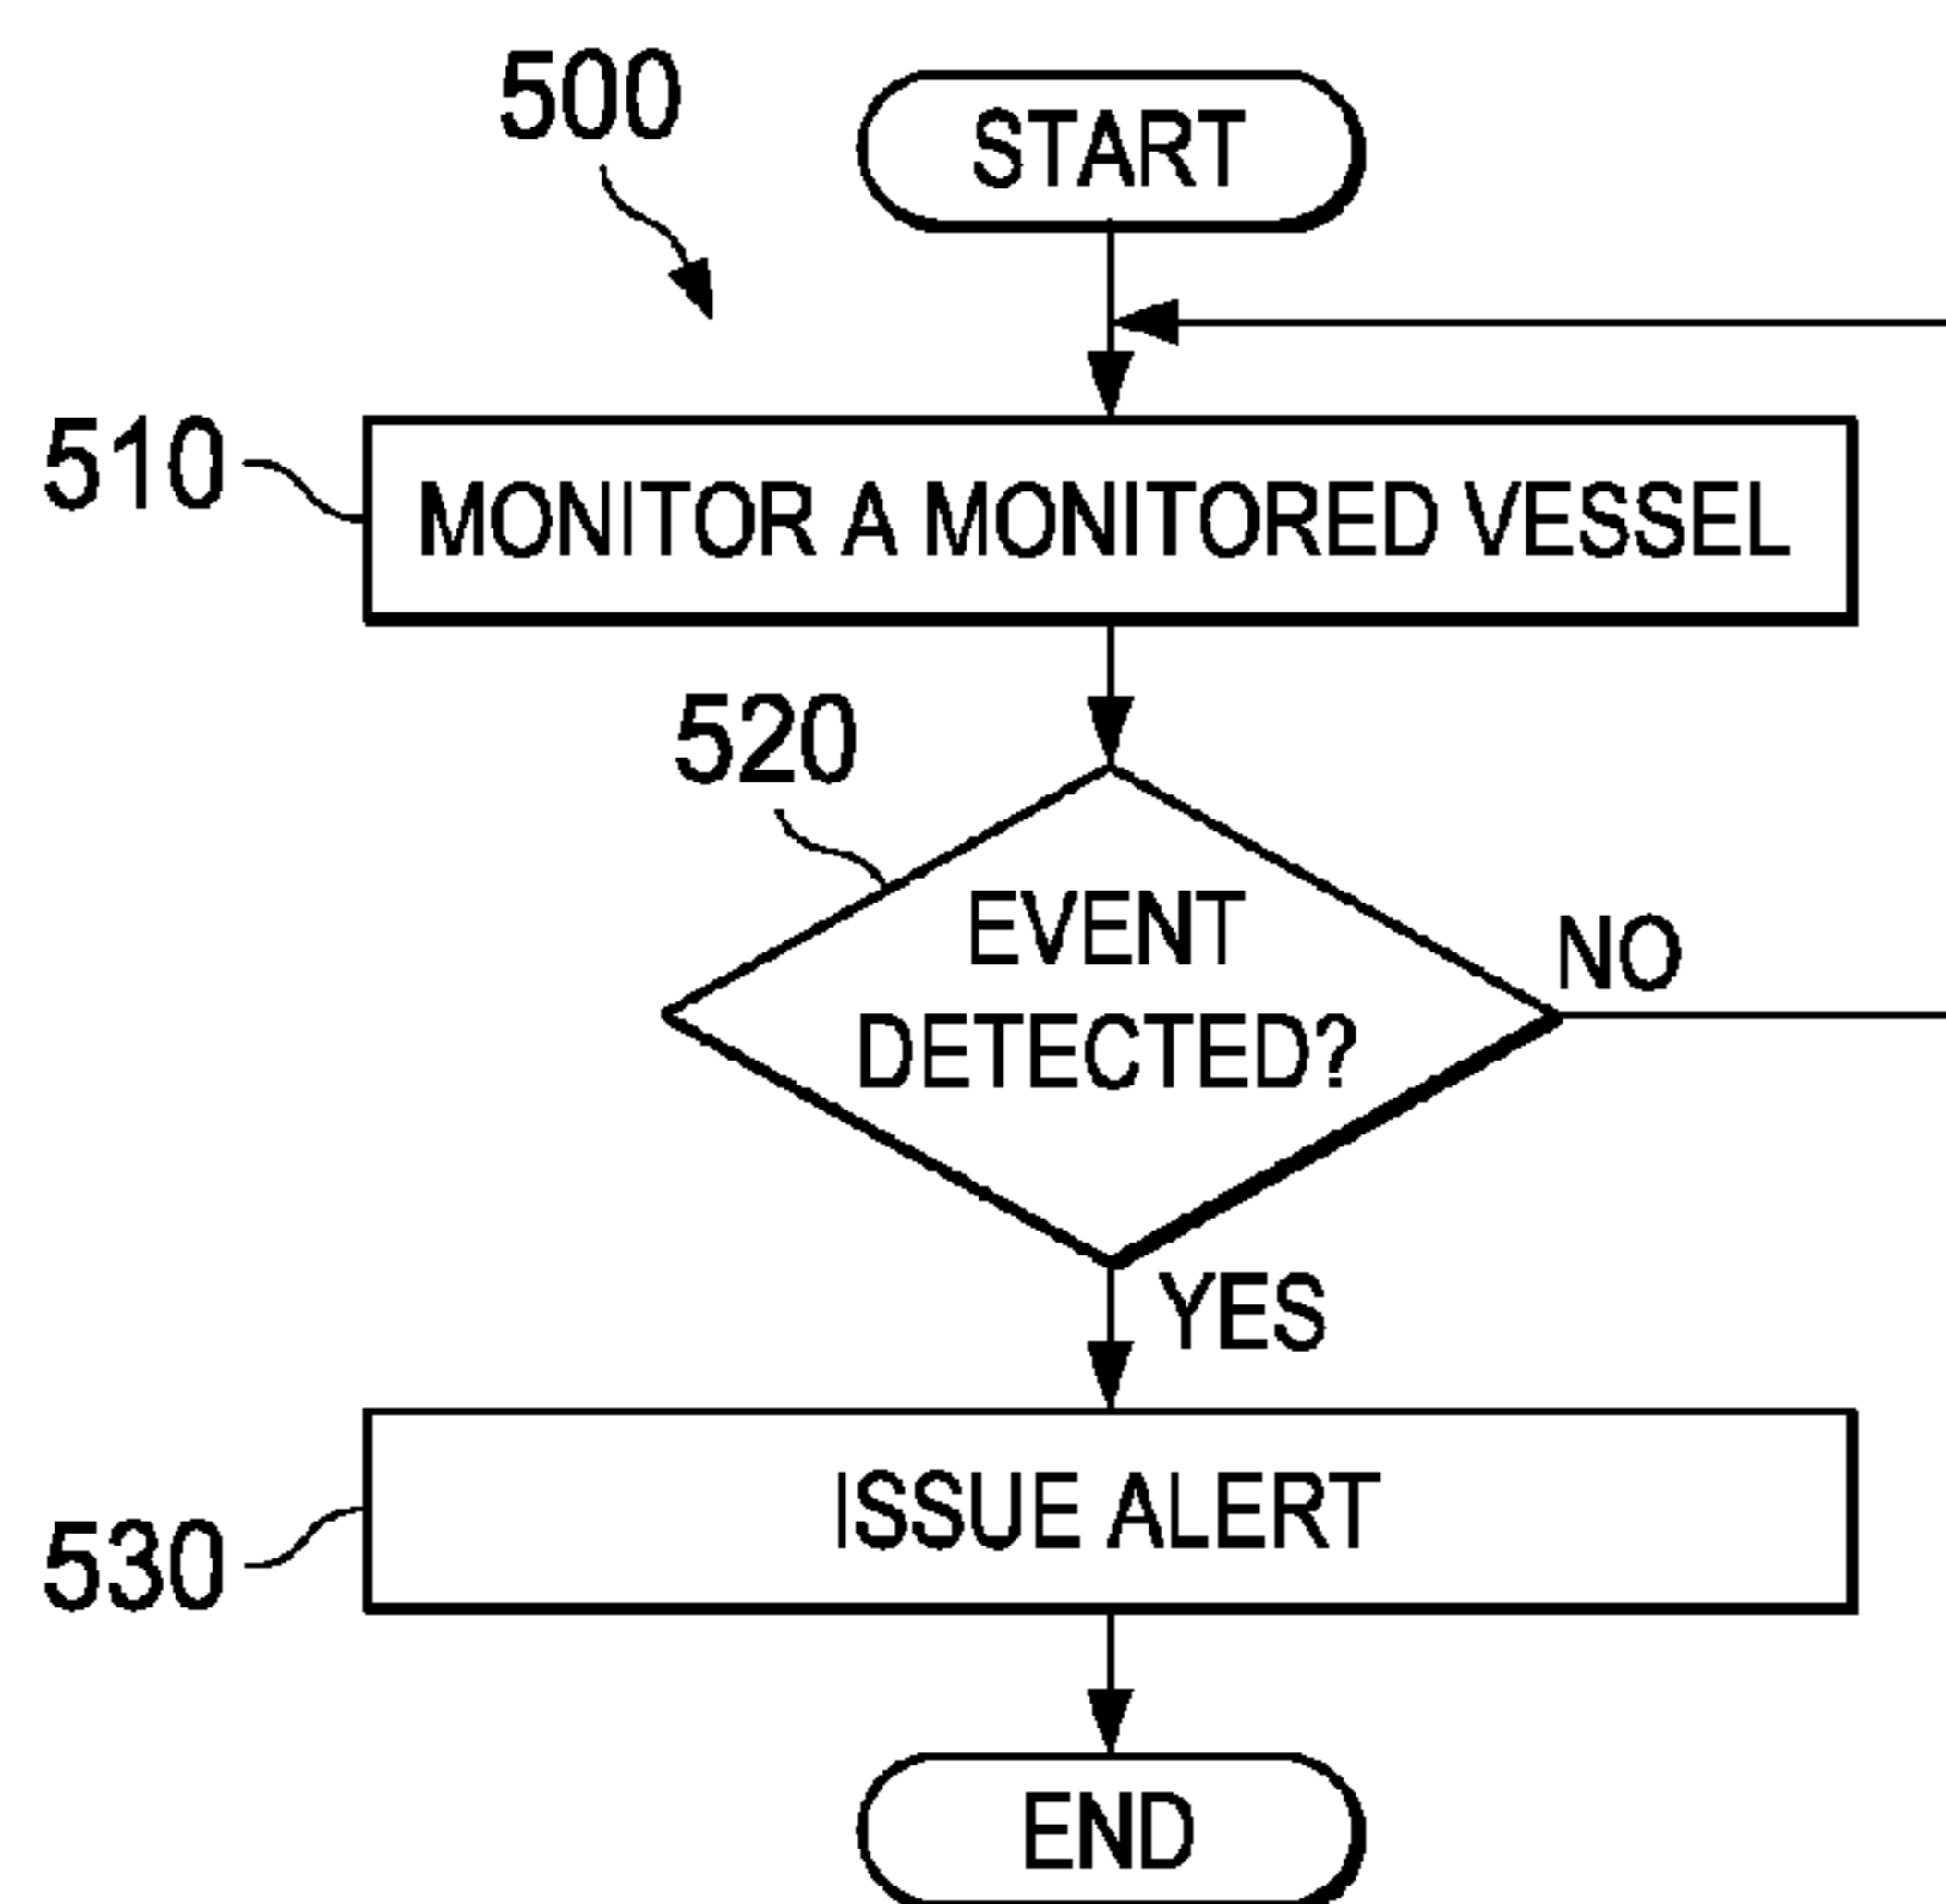 500
START
510
MONITOR A MONITORED VESSEL
520
EVENT
DETECTED?
NO
YES
ISSUE ALERT
530
END